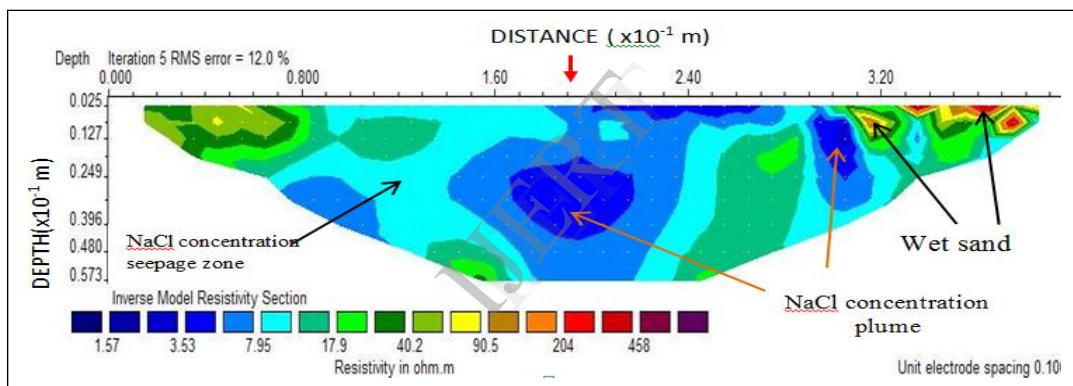 DISTANCE ( x10⁻¹ m)
Depth Iteration 5 RMS error = 12.0 %
0.000 0.800 1.60 2.40 3.20
0.025
0.127
0.249
0.396
0.480
0.573
DEPTH(x10⁻¹ m)
NaCl concentration
seepage zone
Wet sand
NaCl concentration
plume
IJERT
Inverse Model Resistivity Section
1.57 3.53 7.95 17.9 40.2 90.5 204 458
Resistivity in ohm.m
Unit electrode spacing 0.100